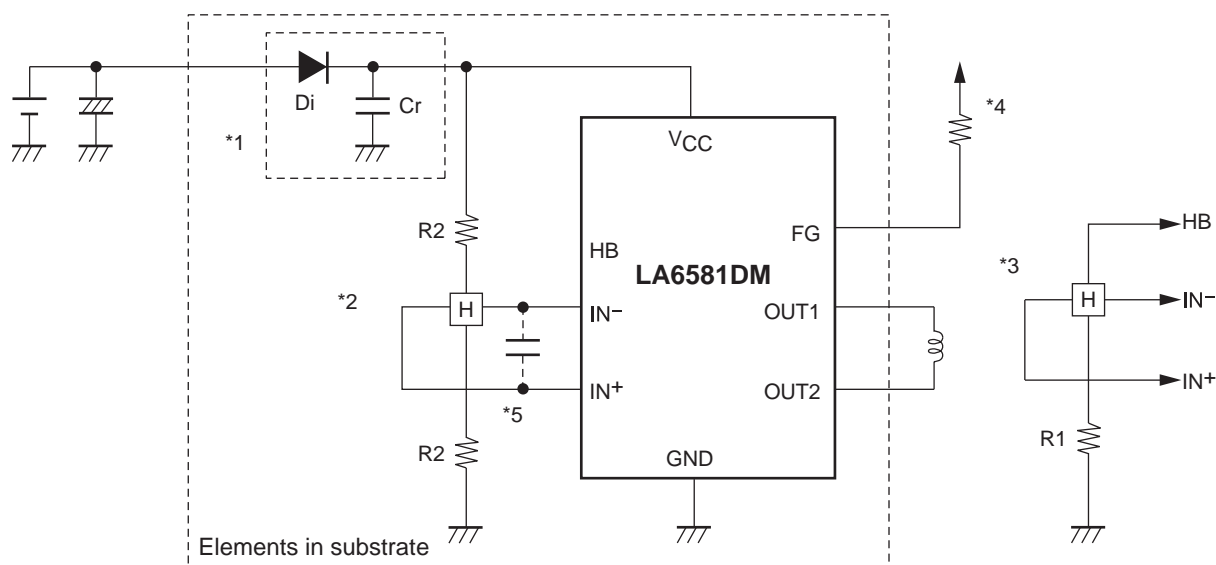 Di
Cr
*1
VCC
*4
R2
HB
FG
HB
LA6581DM
*3
*2
H
IN−
OUT1
H
IN−
IN+
OUT2
IN+
*5
R2
GND
R1
Elements in substrate